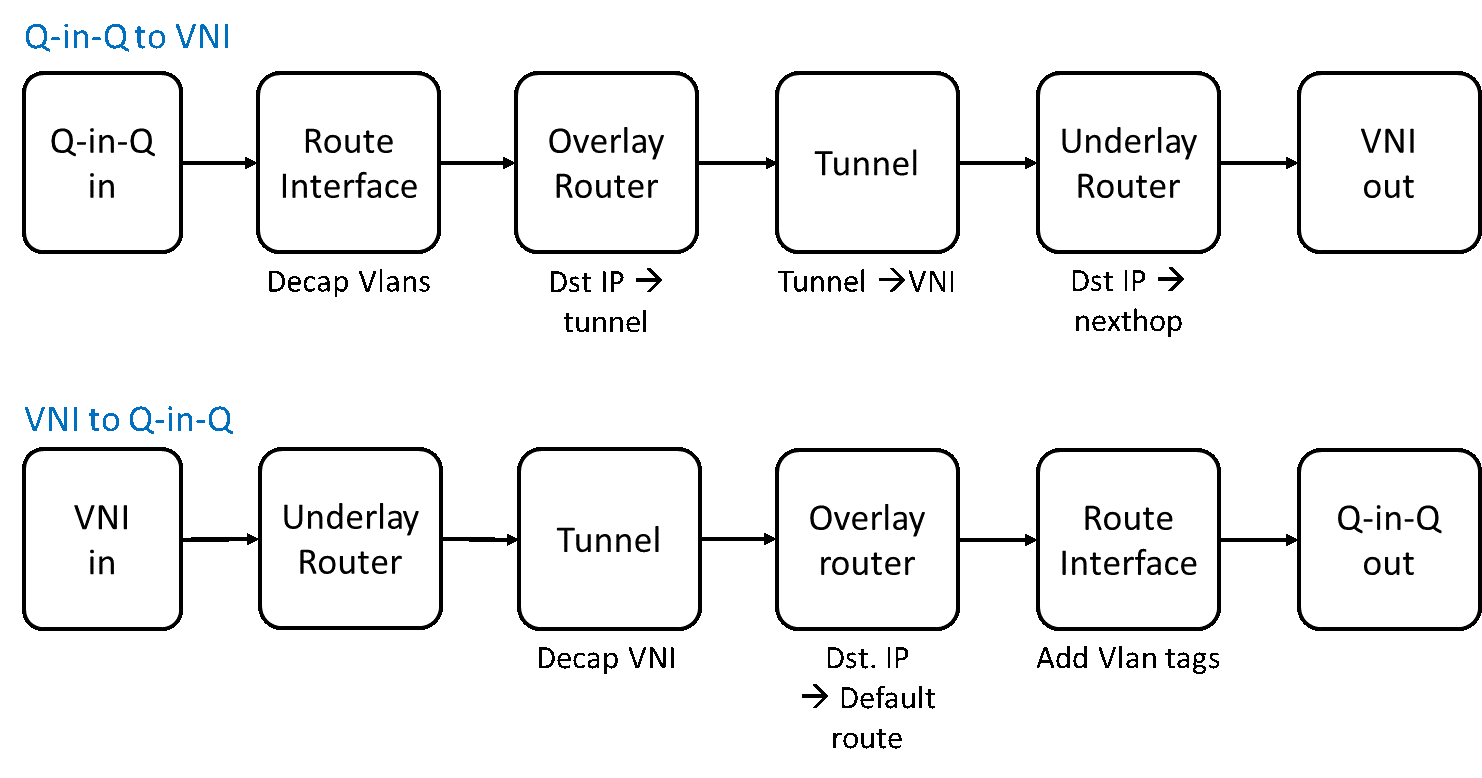 Q-in-Q to VNI
Q-in-Q
in
Route
Interface
Overlay
Router
Tunnel
Underlay
Router
VNI
out
Decap Vlans
Dst IP →
tunnel
Tunnel →VNI
Dst IP →
nexthop
VNI to Q-in-Q
VNI
in
Underlay
Router
Tunnel
Overlay
router
Route
Interface
Q-in-Q
out
Decap VNI
Dst. IP
→ Default
route
Add Vlan tags